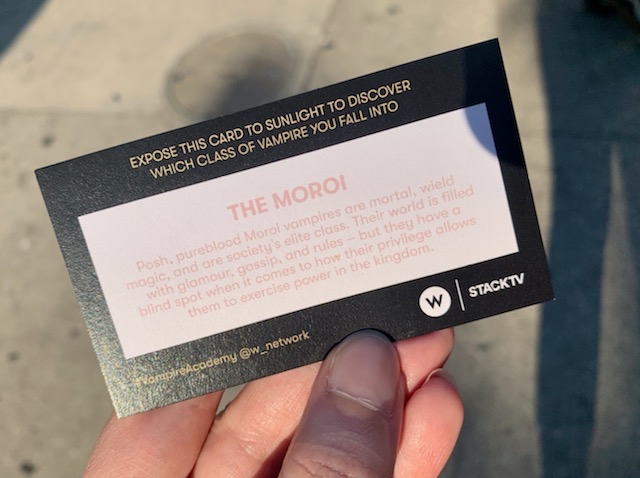 EXPOSE THIS CARD TO SUNLIGHT TO DISCOVER
WHICH CLASS OF VAMPIRE YOU FALL INTO
THE MOROI
Posh, pureblood Moroi vampires are mortal, wield
magic, and are society's elite class. Their world is filled
with glamour, gossip, and rules – but they have a
blind spot when it comes to how their privilege allows
them to exercise power in the kingdom.
W | STACKTV
#VampireAcademy @w_network